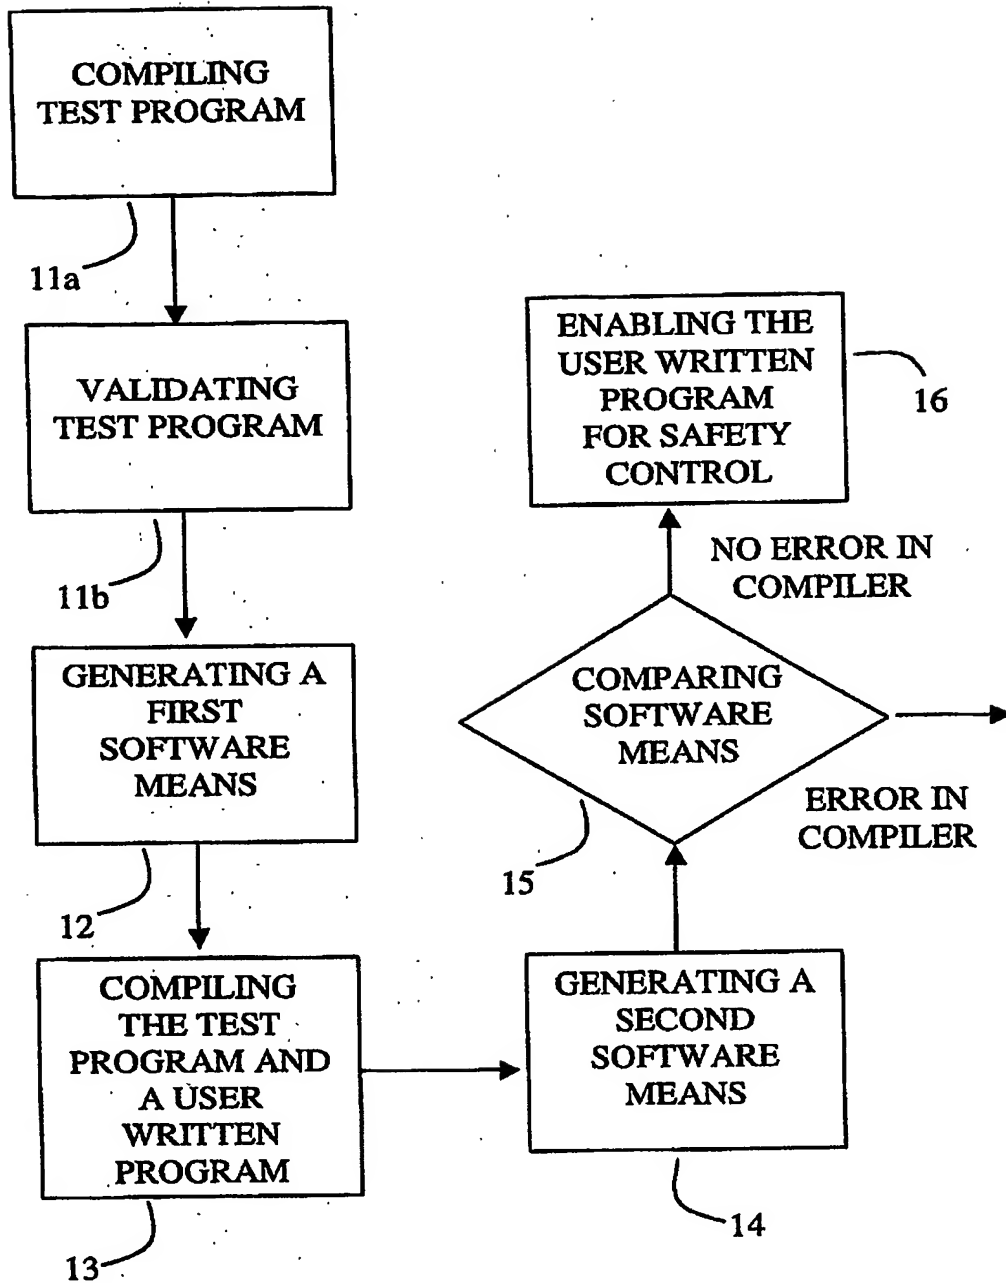 COMPILING
TEST PROGRAM
11a
VALIDATING
TEST PROGRAM
11b
GENERATING A
FIRST
SOFTWARE
MEANS
12
COMPILING
THE TEST
PROGRAM AND
A USER
WRITTEN
PROGRAM
13
GENERATING A
SECOND
SOFTWARE
MEANS
14
COMPARING
SOFTWARE
MEANS
15
ERROR IN
COMPILER
NO ERROR IN
COMPILER
ENABLING THE
USER WRITTEN
PROGRAM
FOR SAFETY
CONTROL
16